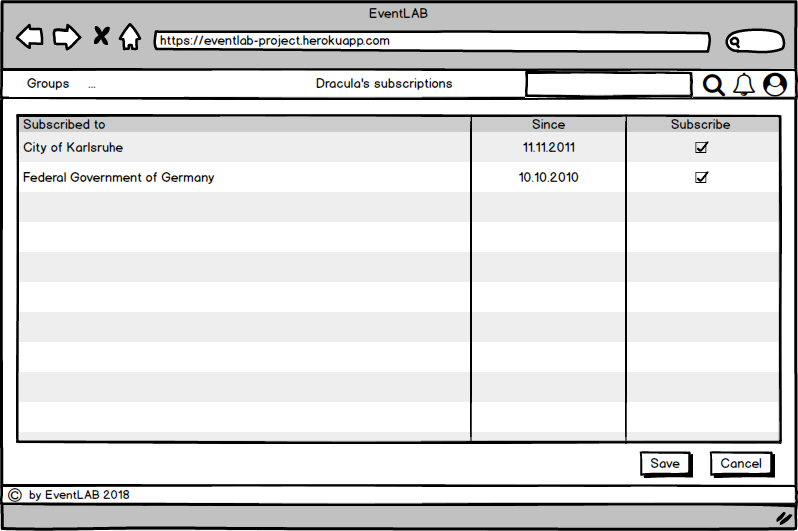 EventLAB
https://eventlab-project.herokuapp.com
Groups ... Dracula's subscriptions
Subscribed to Since Subscribe
City of Karlsruhe 11.11.2011
Federal Government of Germany 10.10.2010
Save Cancel
© by EventLAB 2018